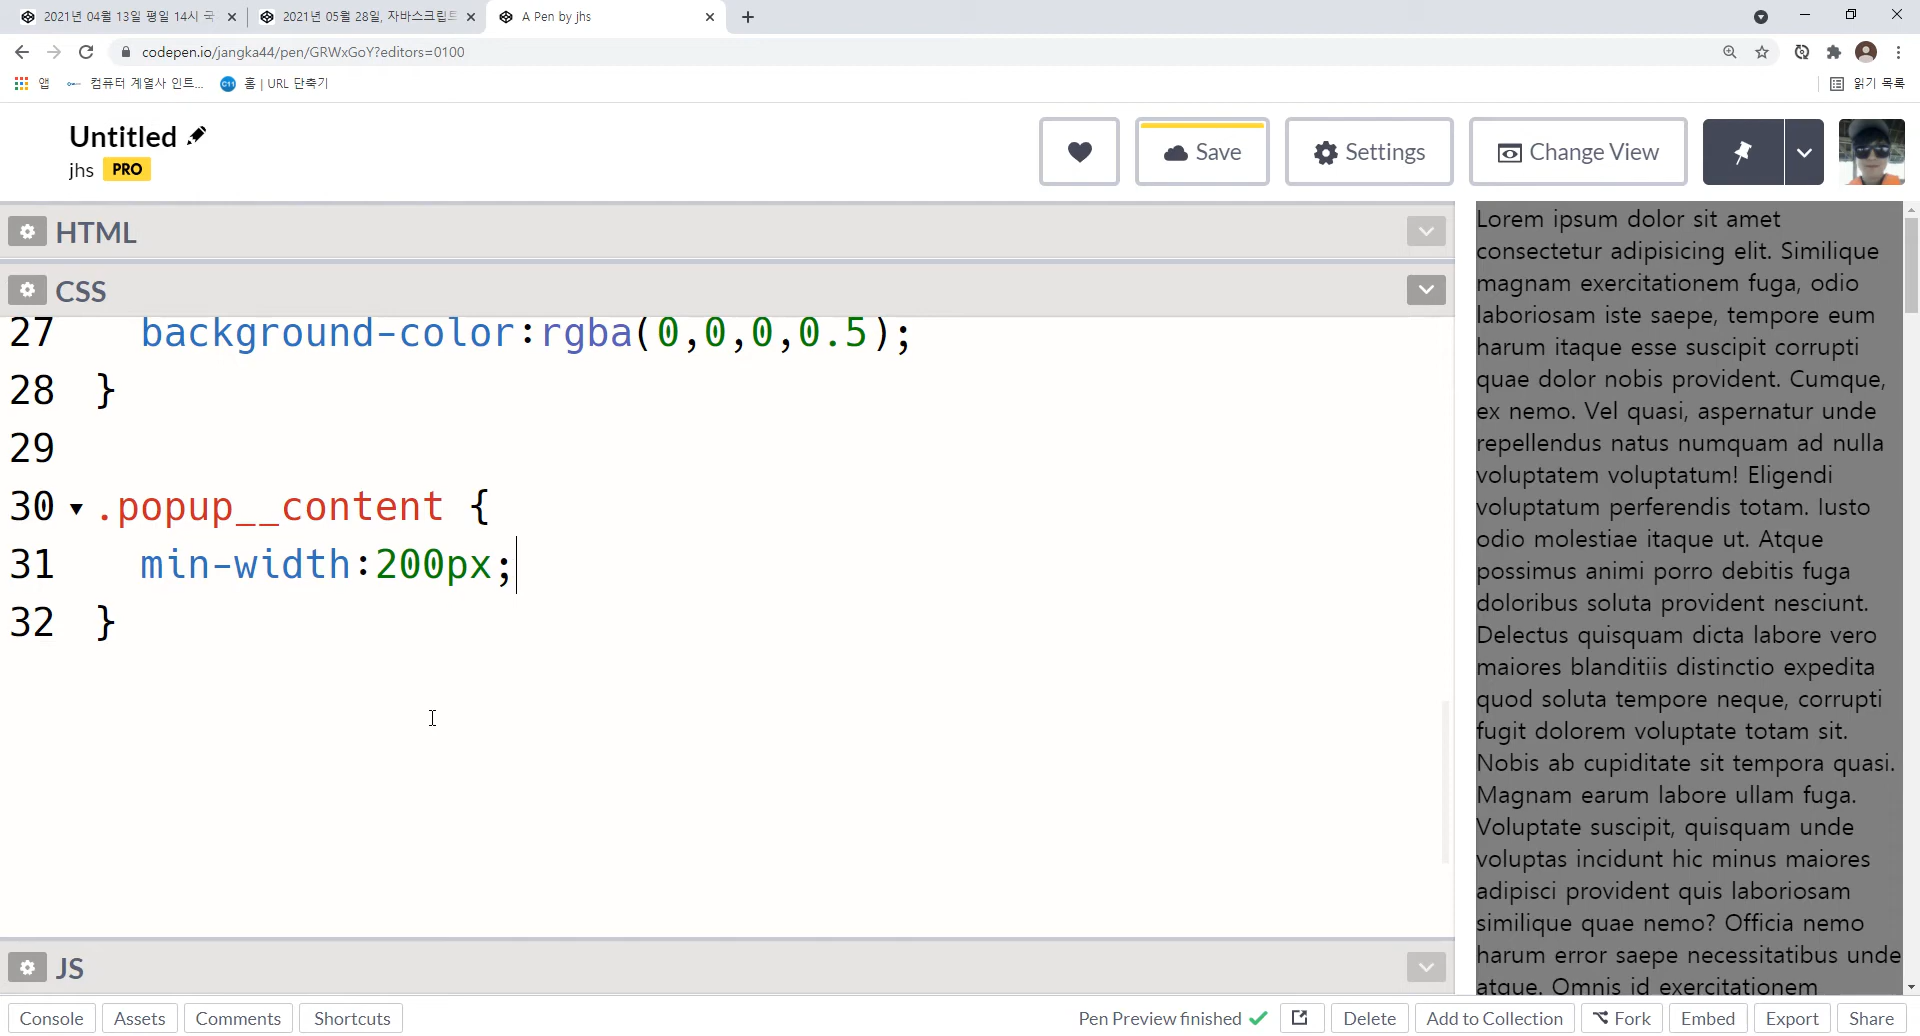 2021년 04월 13일 평일 14시 국
2021년 05월 28일, 자바스크립트
A Pen by jhs
codepen.io/jangka44/pen/GRWxGoY?editors=0100
앱
컴퓨터 계열사 인트...
홈 | URL 단축기
읽기 목록
Untitled
jhs PRO
Save
Settings
Change View
HTML
CSS
27 background-color:rgba(0,0,0,0.5);
28 }
29
30 .popup__content {
31 min-width:200px;
32 }
JS
Lorem ipsum dolor sit amet
consectetur adipisicing elit. Similique
magnam exercitationem fuga, odio
laboriosam iste saepe, tempore eum
harum itaque esse suscipit corrupti
quae dolor nobis provident. Cumque,
ex nemo. Vel quasi, aspernatur unde
repellendus natus numquam ad nulla
voluptatem voluptatum! Eligendi
voluptatum perferendis totam. Iusto
odio molestiae itaque ut. Atque
possimus animi porro debitis fuga
doloribus soluta provident nesciunt.
Delectus quisquam dicta labore vero
maiores blanditiis distinctio expedita
quod soluta tempore neque, corrupti
fugit dolorem voluptate totam sit.
Nobis ab cupiditate sit tempora quasi.
Magnam earum labore ullam fuga.
Voluptate suscipit, quisquam unde
voluptas incidunt hic minus maiores
adipisci provident quis laboriosam
similique quae nemo? Officia nemo
harum error saepe necessitatibus unde
atque. Omnis id exercitationem
Console
Assets
Comments
Shortcuts
Pen Preview finished
Delete
Add to Collection
Fork
Embed
Export
Share